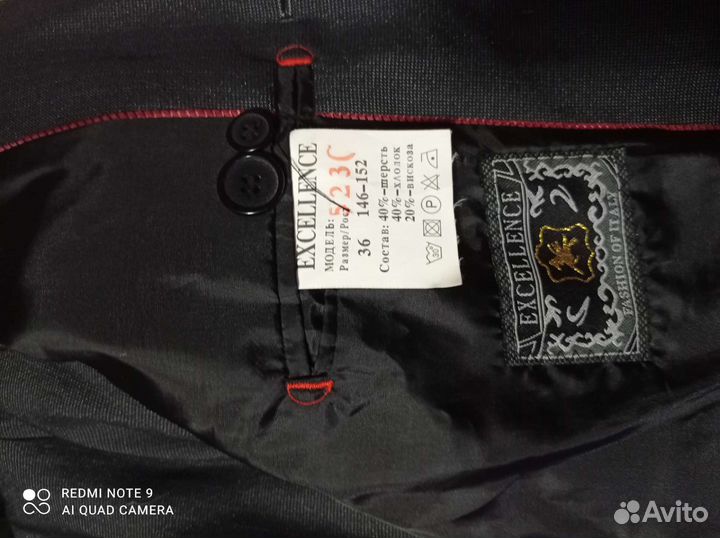 EXCELLENCE
МОДЕЛЬ: 523C
Размер/Рост
36 146-152
Состав: 40%-шерсть
40%-хлопок
20%-вискоза
EXCELLENCE
FASHION OF ITALY
REDMI NOTE 9
AI QUAD CAMERA
Avito